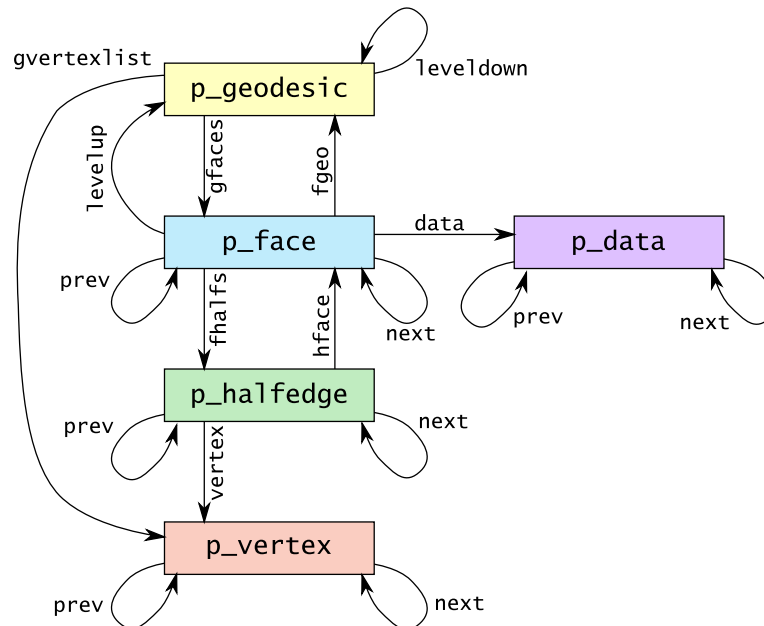 gvertexlist
leveldown
p_geodesic
levelup
gfaces
fgeo
data
p_face
p_data
prev
fhalfs
hface
next
prev
next
p_halfedge
prev
vertex
next
p_vertex
prev
next